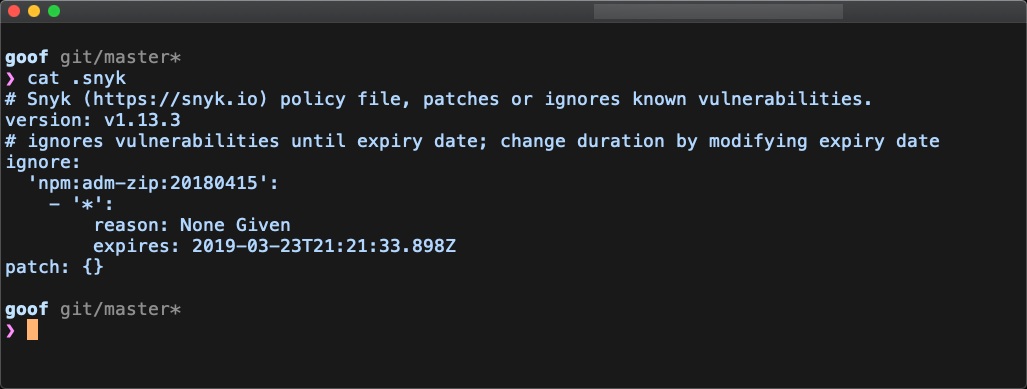 goof git/master*
❯ cat .snyk
# Snyk (https://snyk.io) policy file, patches or ignores known vulnerabilities.
version: v1.13.3
# ignores vulnerabilities until expiry date; change duration by modifying expiry date
ignore:
  'npm:adm-zip:20180415':
    - '*':
        reason: None Given
        expires: 2019-03-23T21:21:33.898Z
patch: {}
goof git/master*
❯